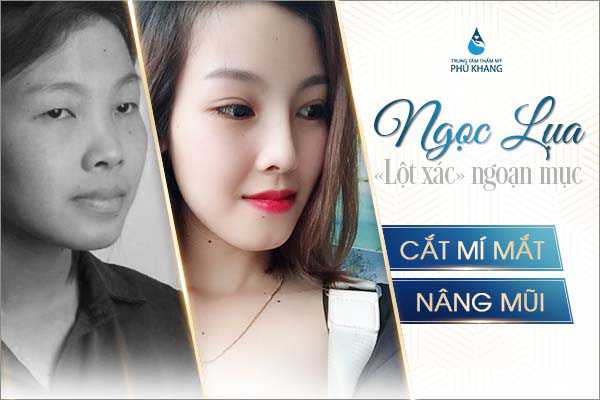 TRUNG TÂM THẨM MỸ
PHÚ KHANG
Ngọc Lụa
«Lột xác» ngoạn mục
CẮT MÍ MẮT
NÂNG MŨI